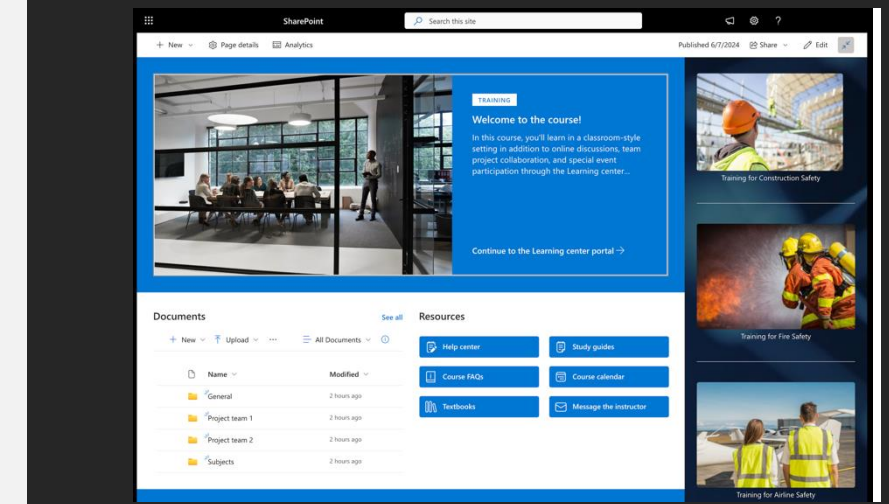 SharePoint
Search this site
?
New
Page details
Analytics
Published 6/7/2024
Share
Edit
TRAINING
Welcome to the course!
In this course, you'll learn in a classroom-style
setting in addition to online discussions, team
project collaboration, and special event
participation through the Learning center...
Continue to the Learning center portal
Training for Construction Safety
Training for Fire Safety
Training for Airline Safety
Documents
See all
New
Upload
All Documents
Name
Modified
General
2 hours ago
Project team 1
2 hours ago
Project team 2
2 hours ago
Subjects
2 hours ago
Resources
Help center
Study guides
Course FAQs
Course calendar
Textbooks
Message the instructor